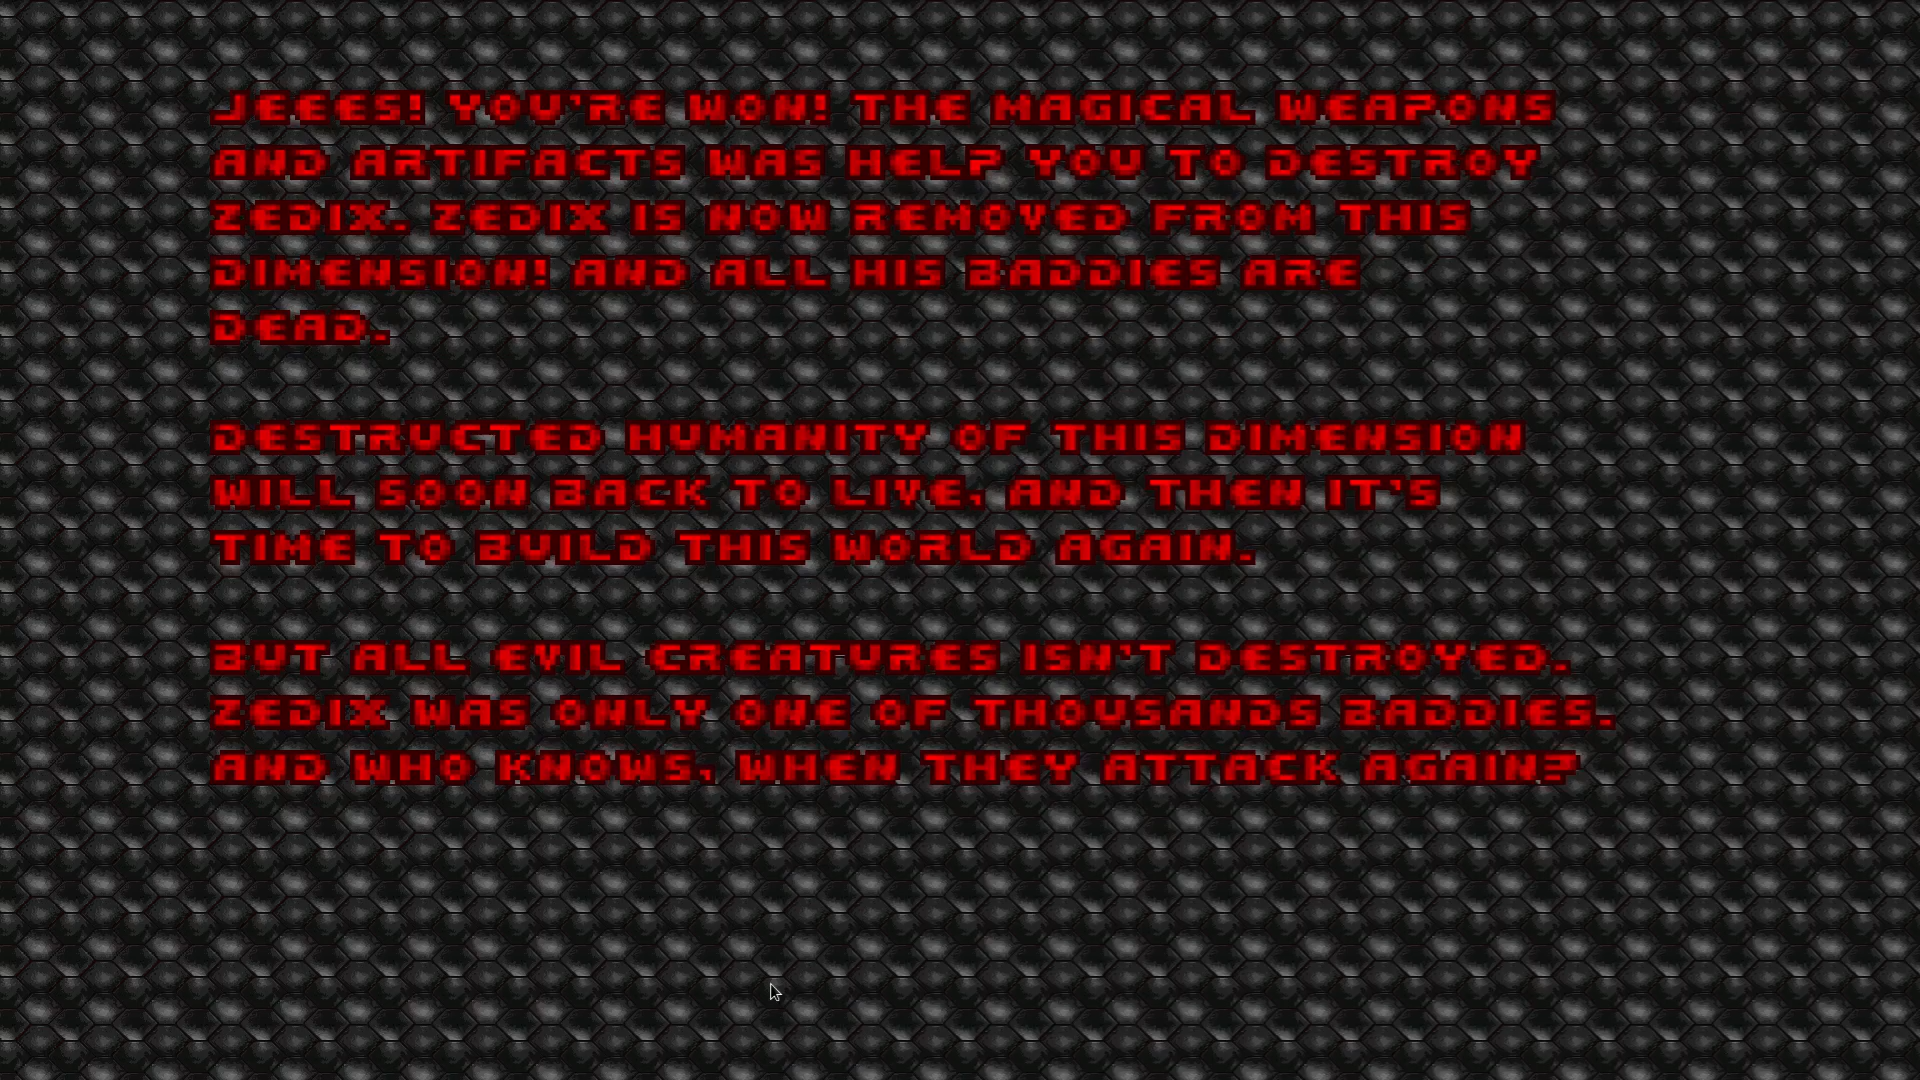 JEEES! YOU'RE WON! THE MAGICAL WEAPONS
AND ARTIFACTS WAS HELP YOU TO DESTROY
ZEDIX. ZEDIX IS NOW REMOVED FROM THIS
DIMENSION! AND ALL HIS BADDIES ARE
DEAD.
DESTRUCTED HUMANITY OF THIS DIMENSION
WILL SOON BACK TO LIVE, AND THEN IT'S
TIME TO BUILD THIS WORLD AGAIN.
BUT ALL EVIL CREATURES ISN'T DESTROYED.
ZEDIX WAS ONLY ONE OF THOUSANDS BADDIES.
AND WHO KNOWS, WHEN THEY ATTACK AGAIN?